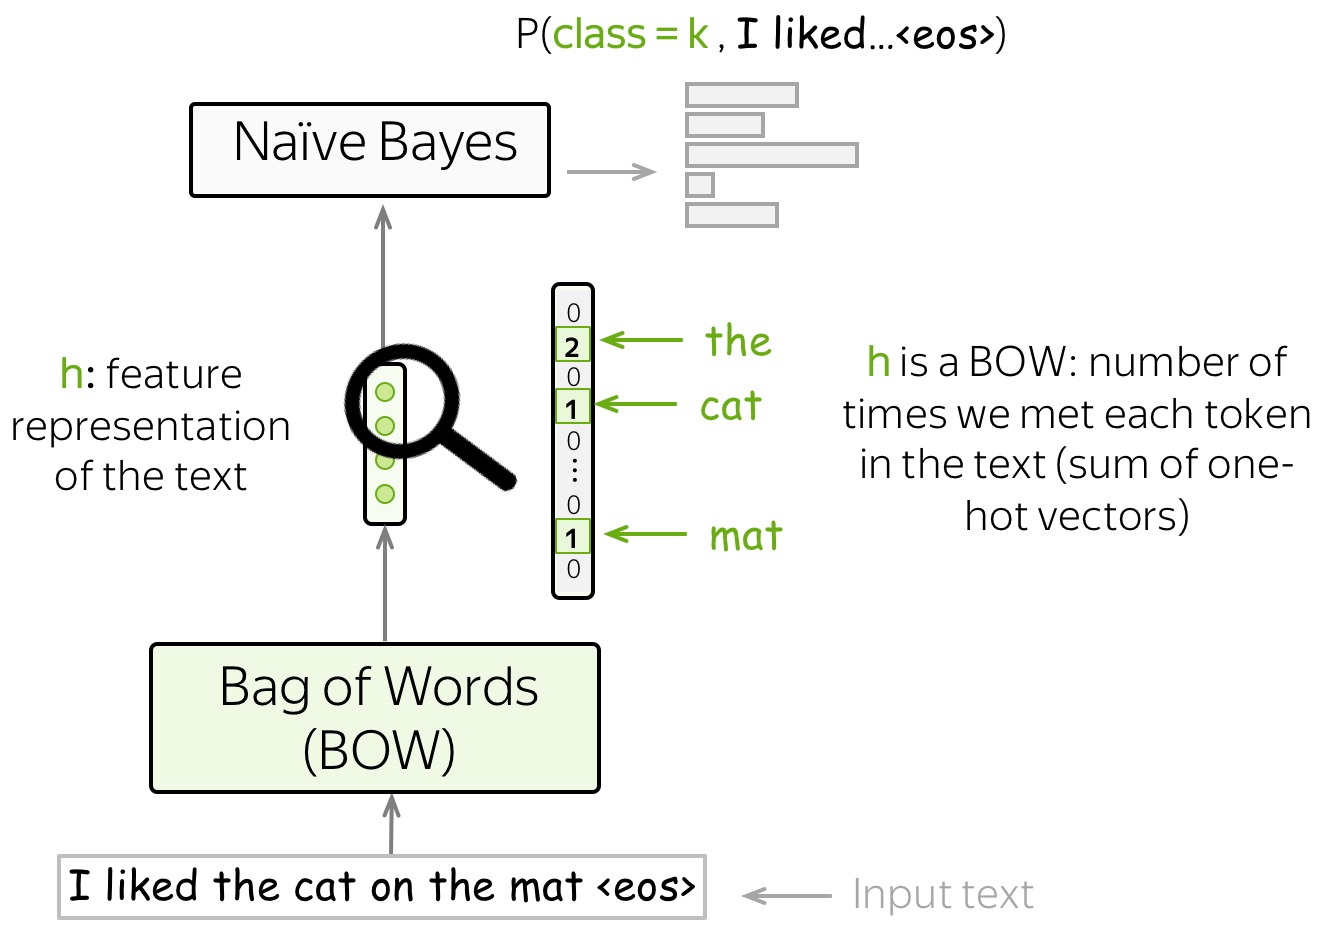 P(class = k , I liked...<eos>)
Naïve Bayes
h: feature
representation
of the text
0
2
0
1
0
⋮
0
1
0
the
cat
mat
h is a BOW: number of
times we met each token
in the text (sum of one-
hot vectors)
Bag of Words
(BOW)
I liked the cat on the mat <eos>
Input text